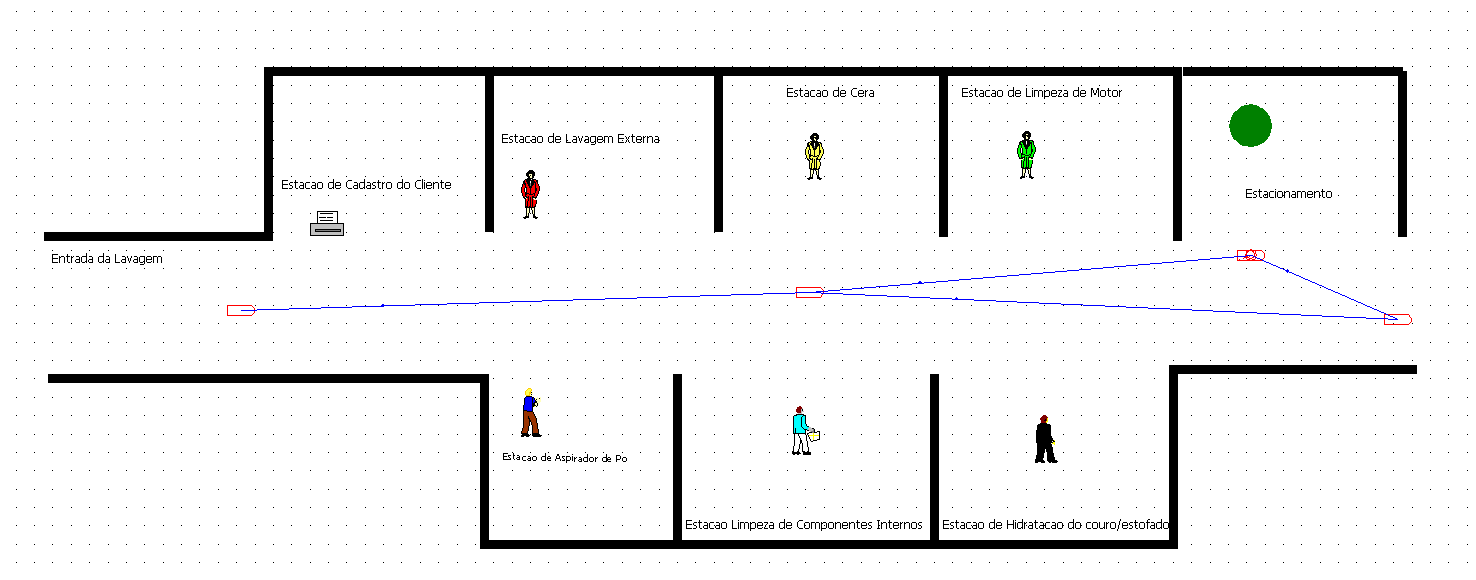 Estacao de Cera
Estacao de Limpeza de Motor
Estacao de Lavagem Externa
Estacao de Cadastro do Cliente
Estacionamento
Entrada da Lavagem
Estacao de Aspirador de Po
Estacao Limpeza de Componentes Internos
Estacao de Hidratacao do couro/estofado